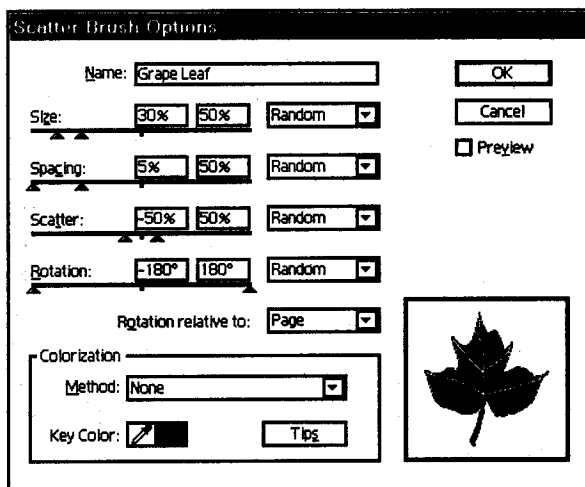 Scatter Brush Options
Name: Grape Leaf
OK
Size: 30% 50% Random
Cancel
Preview
Spacing: 5% 50% Random
Scatter: -50% 50% Random
Rotation: -180° 180° Random
Rotation relative to: Page
Colorization
Method: None
Key Color: Tips